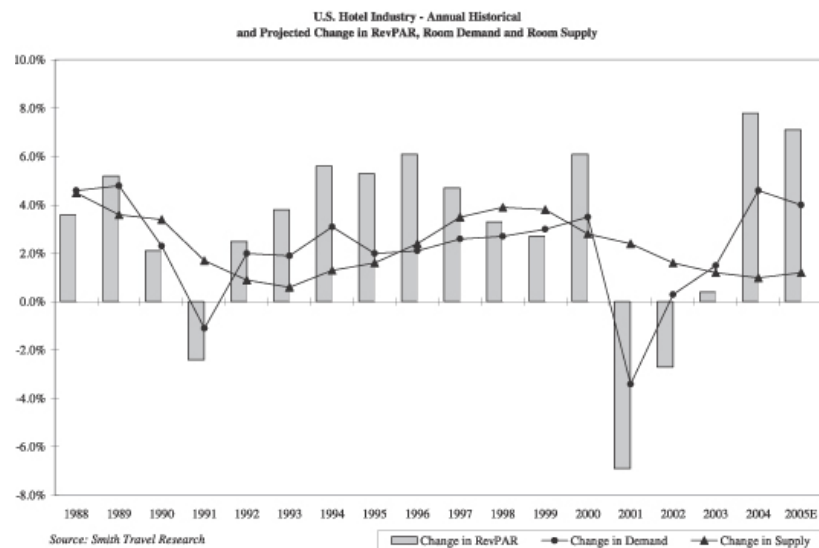 U.S. Hotel Industry - Annual Historical
and Projected Change in RevPAR, Room Demand and Room Supply
10.0%
8.0%
6.0%
4.0%
2.0%
0.0%
-2.0%
-4.0%
-6.0%
-8.0%
1988 1989 1990 1991 1992 1993 1994 1995 1996 1997 1998 1999 2000 2001 2002 2003 2004 2005E
Source: Smith Travel Research
Change in RevPAR Change in Demand Change in Supply